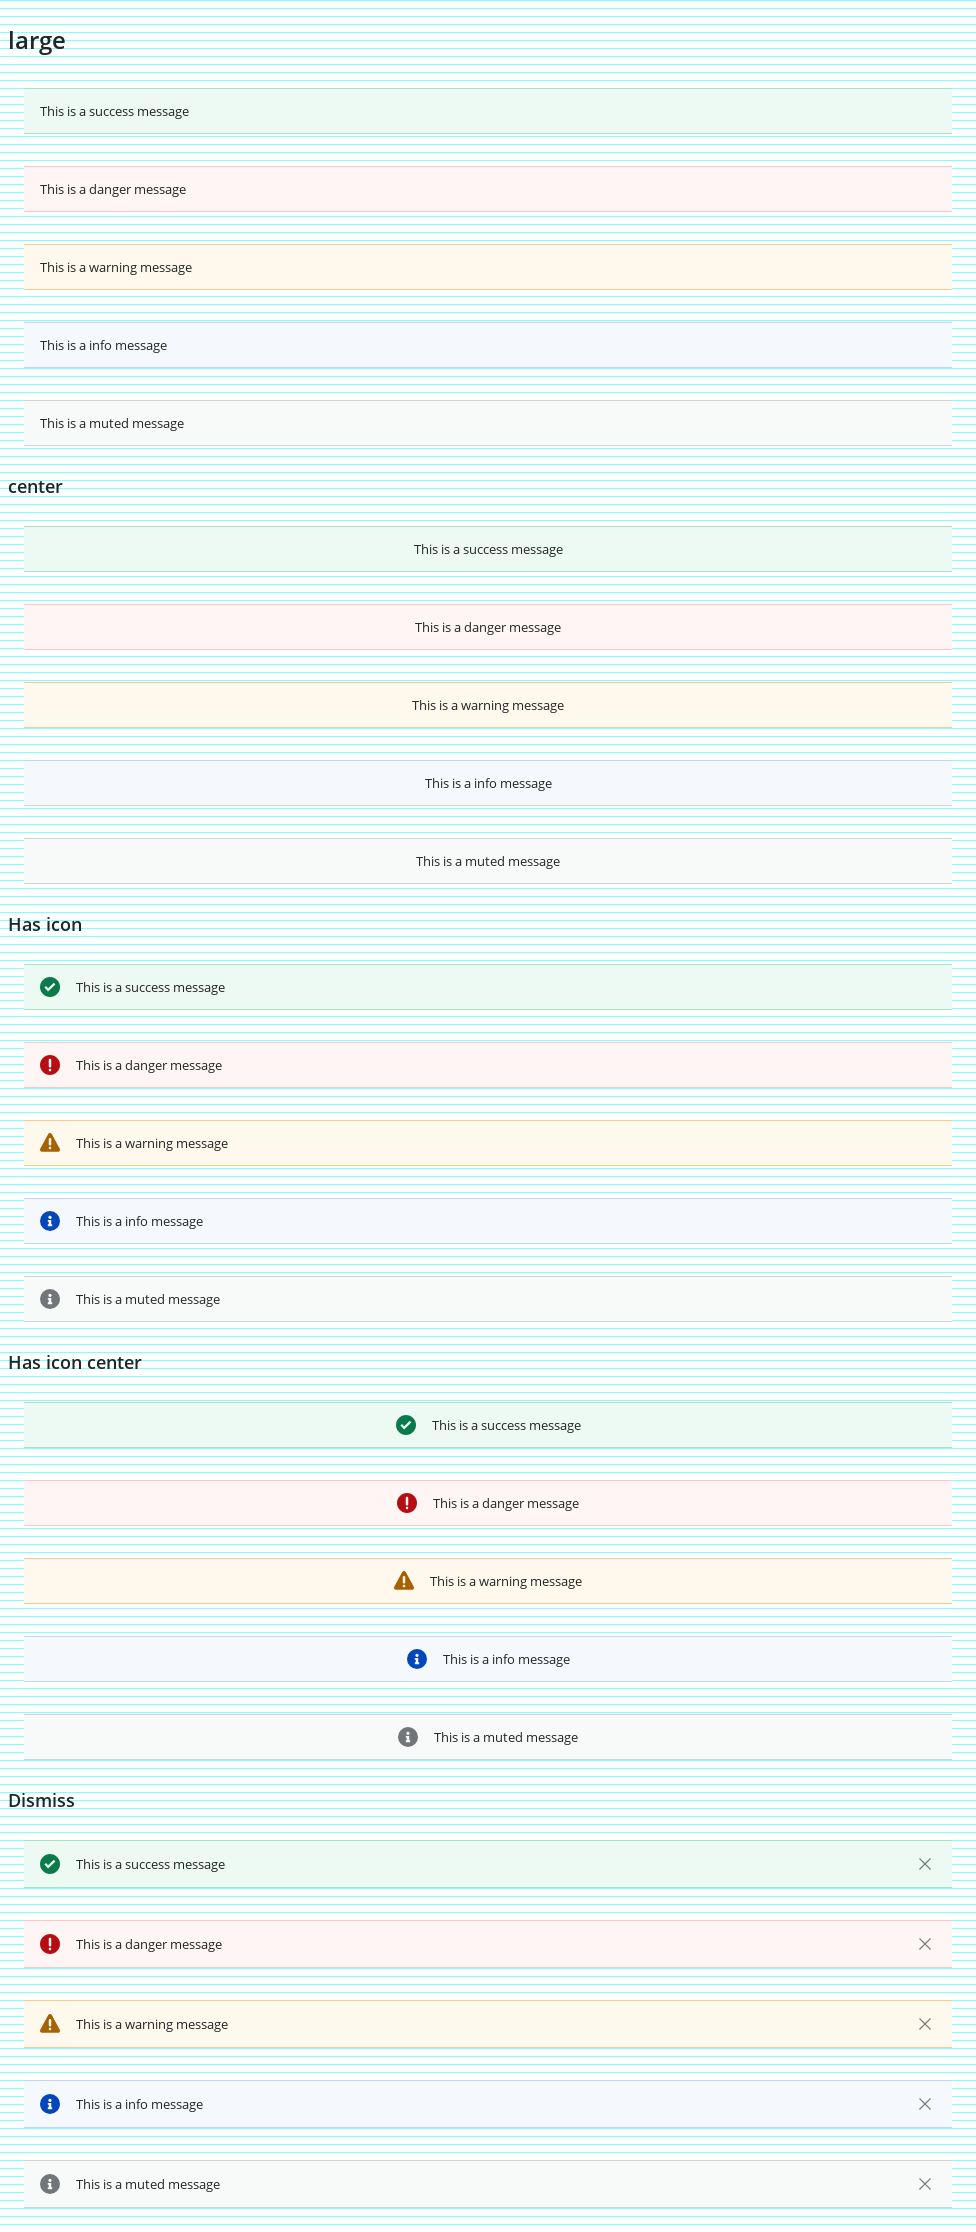 large
This is a success message
This is a danger message
This is a warning message
This is a info message
This is a muted message
center
This is a success message
This is a danger message
This is a warning message
This is a info message
This is a muted message
Has icon
This is a success message
This is a danger message
This is a warning message
This is a info message
This is a muted message
Has icon center
This is a success message
This is a danger message
This is a warning message
This is a info message
This is a muted message
Dismiss
This is a success message
This is a danger message
This is a warning message
This is a info message
This is a muted message